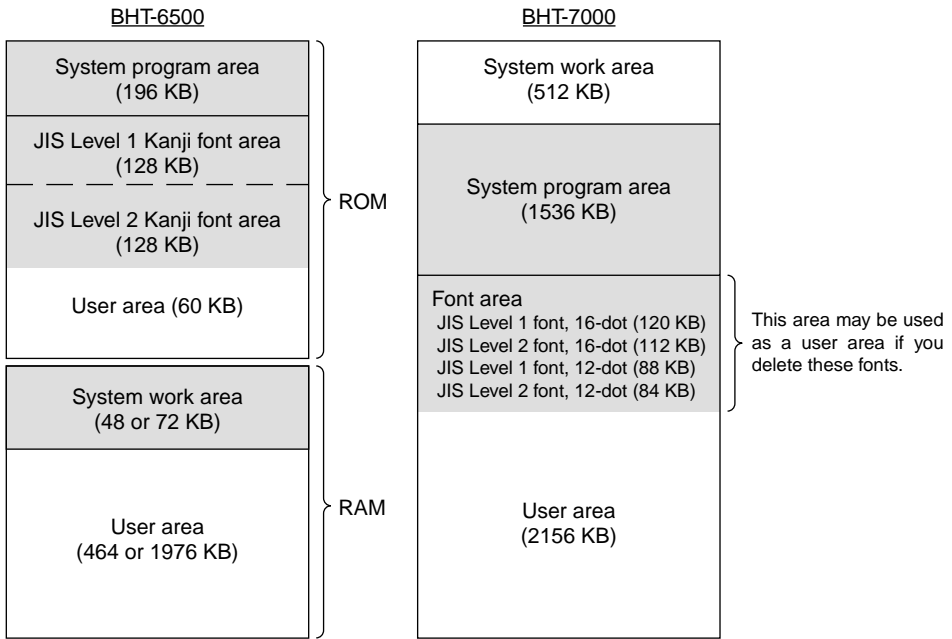 BHT-6500
System program area
(196 KB)
JIS Level 1 Kanji font area
(128 KB)
JIS Level 2 Kanji font area
(128 KB)
User area (60 KB)
ROM
System work area
(48 or 72 KB)
User area
(464 or 1976 KB)
RAM
BHT-7000
System work area
(512 KB)
System program area
(1536 KB)
Font area
JIS Level 1 font, 16-dot (120 KB)
JIS Level 2 font, 16-dot (112 KB)
JIS Level 1 font, 12-dot (88 KB)
JIS Level 2 font, 12-dot (84 KB)
This area may be used
as a user area if you
delete these fonts.
User area
(2156 KB)